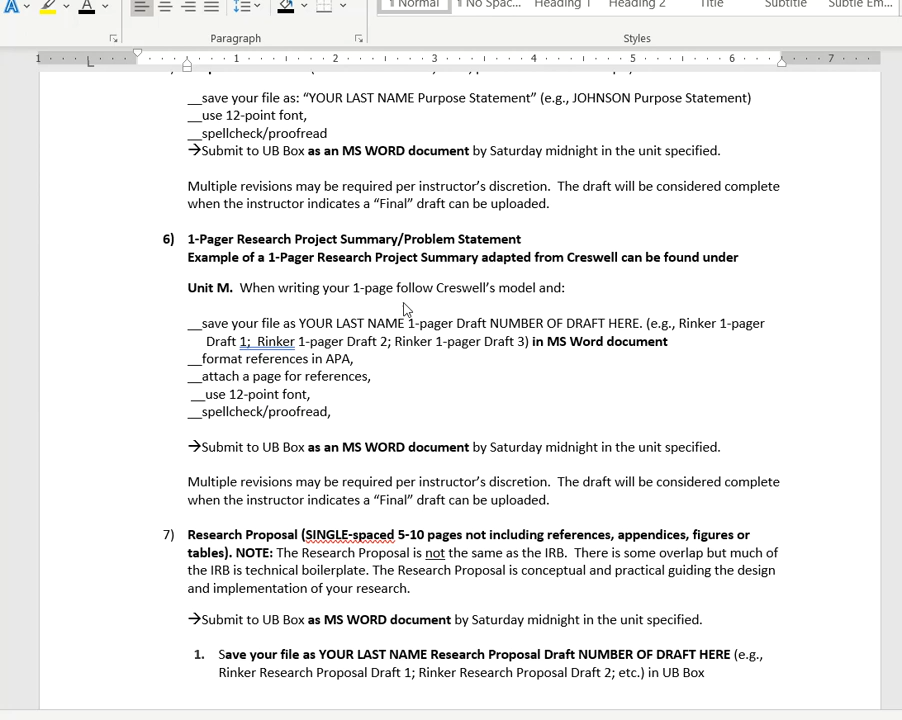 Normal
No Spac...
Heading 1
Heading 2
Title
Subtitle
Subtle Em...
Paragraph
Styles
1 1 2 3 4 5 6 7
__save your file as: “YOUR LAST NAME Purpose Statement” (e.g., JOHNSON Purpose Statement)
__use 12-point font,
__spellcheck/proofread
→Submit to UB Box as an MS WORD document by Saturday midnight in the unit specified.
Multiple revisions may be required per instructor’s discretion.  The draft will be considered complete
when the instructor indicates a “Final” draft can be uploaded.
6) 1-Pager Research Project Summary/Problem Statement
Example of a 1-Pager Research Project Summary adapted from Creswell can be found under
Unit M.  When writing your 1-page follow Creswell’s model and:
__save your file as YOUR LAST NAME 1-pager Draft NUMBER OF DRAFT HERE. (e.g., Rinker 1-pager
Draft 1;  Rinker 1-pager Draft 2; Rinker 1-pager Draft 3) in MS Word document
__format references in APA,
__attach a page for references,
__use 12-point font,
__spellcheck/proofread,
→Submit to UB Box as an MS WORD document by Saturday midnight in the unit specified.
Multiple revisions may be required per instructor’s discretion.  The draft will be considered complete
when the instructor indicates a “Final” draft can be uploaded.
7) Research Proposal (SINGLE-spaced 5-10 pages not including references, appendices, figures or
tables). NOTE: The Research Proposal is not the same as the IRB.  There is some overlap but much of
the IRB is technical boilerplate. The Research Proposal is conceptual and practical guiding the design
and implementation of your research.
→Submit to UB Box as MS WORD document by Saturday midnight in the unit specified.
1. Save your file as YOUR LAST NAME Research Proposal Draft NUMBER OF DRAFT HERE (e.g.,
Rinker Research Proposal Draft 1; Rinker Research Proposal Draft 2; etc.) in UB Box